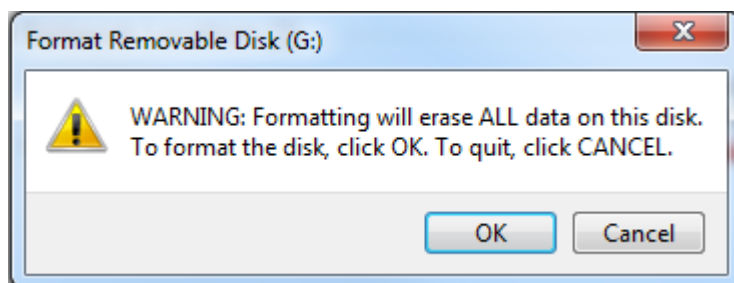 Format Removable Disk (G:)
WARNING: Formatting will erase ALL data on this disk.
To format the disk, click OK. To quit, click CANCEL.
OK
Cancel